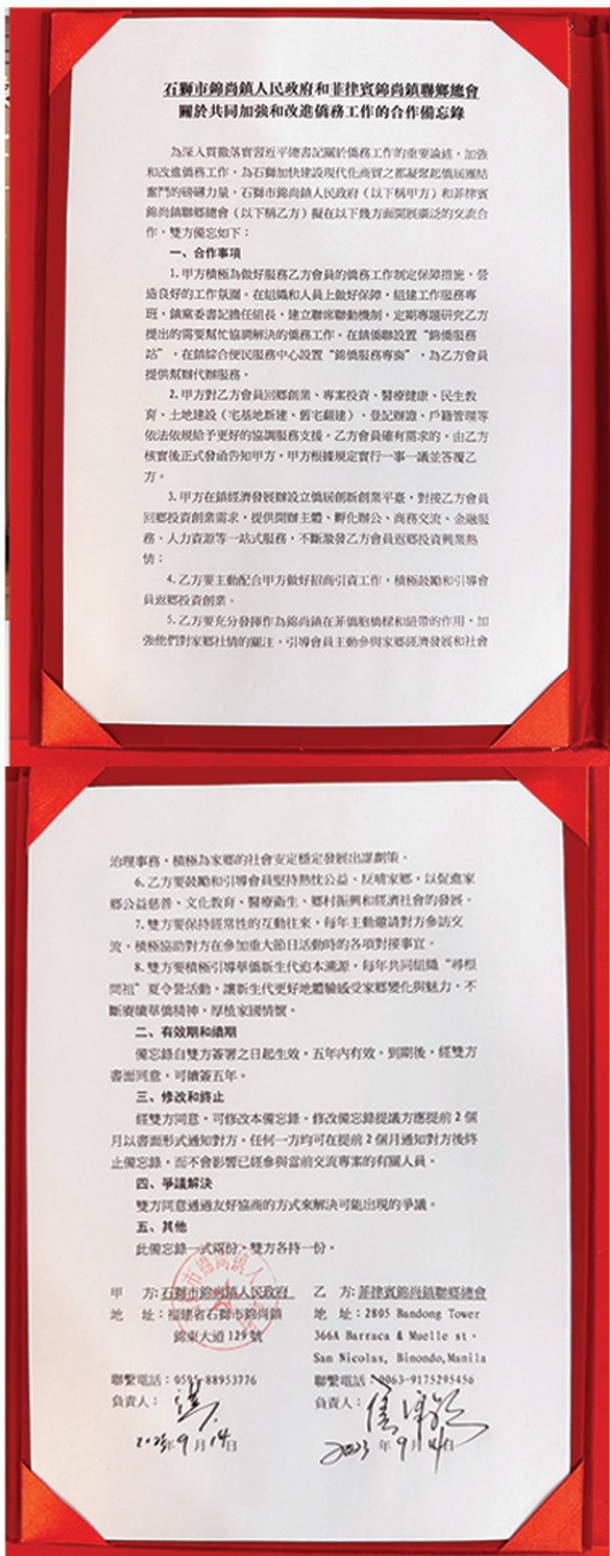 石獅市錦尚鎮人民政府和菲律賓錦尚鎮聯鄉總會
關於共同加強和改進僑務工作的合作備忘錄
為深入貫徹落實習近平總書記關於僑務工作的重要論述，加強
和改進僑務工作，為石獅加快建設現代化商貿之都凝聚起僑届團結
奮鬥的磅礴力量，石獅市錦尚鎮人民政府（以下稱甲方）和菲律賓
錦尚鎮聯鄉總會（以下稱乙方）擬在以下幾方面開展廣泛的交流合
作，雙方備忘如下：
一、合作事項
1.甲方積極為做好服務乙方會員的僑務工作制定保障措施，營
造良好的工作氛圍。在組織和人員上做好保障，組建工作服務專
班，鎮黨委書記擔任組長，建立聯席聯動機制，定期專題研究乙方
提出的需要幫忙協調解決的僑務工作。在鎮僑聯設置“錦僑服務
站”，在鎮綜合便民服務中心設置“錦僑服務專窗”，為乙方會員
提供幫辦代辦服務。
2.甲方對乙方會員回鄉創業、專案投資、醫療健康、民生教
育、土地建設（宅基地新建、舊宅翻建）、登記辦證、戶籍管理等
依法依規給予更好的協調服務支援。乙方會員確有需求的，由乙方
核實後正式發函告知甲方，甲方根據規定實行一事一議並答覆乙
方。
3.甲方在鎮經濟發展辦設立僑届創新創業平臺，對接乙方會員
回鄉投資創業需求，提供開辦主體、孵化辦公、商務交流、金融服
務、人力資源等一站式服務，不斷激發乙方會員返鄉投資興業熱
情；
4.乙方要主動配合甲方做好招商引資工作，積極鼓勵和引導會
員返鄉投資創業。
5.乙方要充分發揮作為錦尚鎮在菲僑胞橋樑和紐帶的作用，加
強他們對家鄉社情的關注，引導會員主動參與家鄉經濟發展和社會
治理事務，積極為家鄉的社會安定穩定發展出謀劃策。
6.乙方要鼓勵和引導會員堅持熱忱公益、反哺家鄉，以促進家
鄉公益慈善、文化教育、醫療衛生、鄉村振興和經濟社會的發展。
7.雙方要保持經常性的互動往來，每年主動邀請對方參訪交
流，積極協助對方在參加重大節日活動時的各項對接事宜。
8.雙方要積極引導華僑新生代追本溯源，每年共同組織“尋根
問祖”夏令營活動，讓新生代更好地體驗感受家鄉變化與魅力，不
斷賡續華僑精神，厚植家國情懷。
二、有效期和續期
備忘錄自雙方簽署之日起生效，五年內有效。到期後，經雙方
書面同意，可續簽五年。
三、修改和終止
經雙方同意，可修改本備忘錄。修改備忘錄提議方應提前2個
月以書面形式通知對方。任何一方均可在提前2個月通知對方後終
止備忘錄，而不會影響已經參與當前交流專案的有關人員。
四、爭議解決
雙方同意通過友好協商的方式來解決可能出現的爭議。
五、其他
此備忘錄一式兩份，雙方各持一份。
甲 方：石獅市錦尚鎮人民政府 乙 方：菲律賓錦尚鎮聯鄉總會
地 址：福建省石獅市錦尚鎮 地 址：2805 Bandong Tower
錦東大道129號 366A Barraca & Muelle st.
San Nicolas, Binondo, Manila
聯繫電話：0595-88953776 聯繫電話：0063-9175295456
負責人： 負責人：
2023年9月14日 2023年9月14日